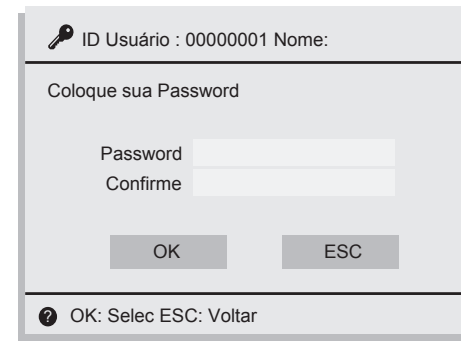 ID Usuário : 00000001 Nome:
Coloque sua Password
Password
Confirme
OK ESC
OK: Selec ESC: Voltar